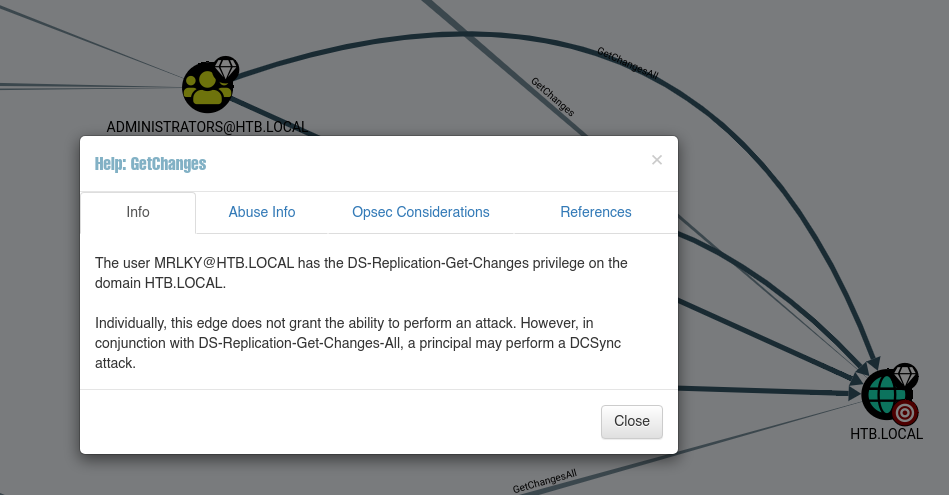 GetChangesAll
GetChanges
ADMINISTRATORS@HTB.LOCAL
Help: GetChanges
×
Info
Abuse Info
Opsec Considerations
References
The user MRLKY@HTB.LOCAL has the DS-Replication-Get-Changes privilege on the
domain HTB.LOCAL.
Individually, this edge does not grant the ability to perform an attack. However, in
conjunction with DS-Replication-Get-Changes-All, a principal may perform a DCSync
attack.
Close
HTB.LOCAL
GetChangesAll